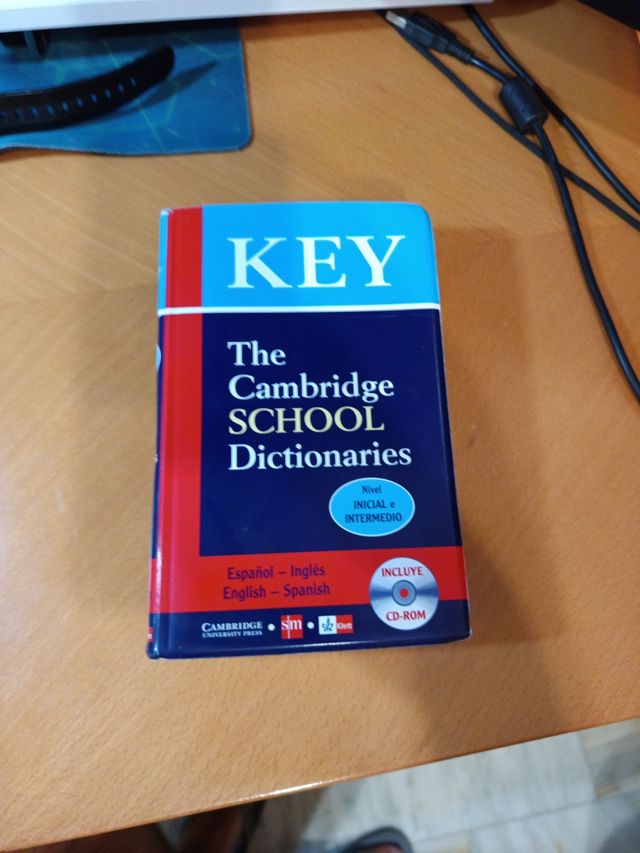 KEY
The
Cambridge
SCHOOL
Dictionaries
Nivel
INICIAL e
INTERMEDIO
Español – Inglés
English – Spanish
INCLUYE
CD-ROM
CAMBRIDGE
UNIVERSITY PRESS
sm
Klett